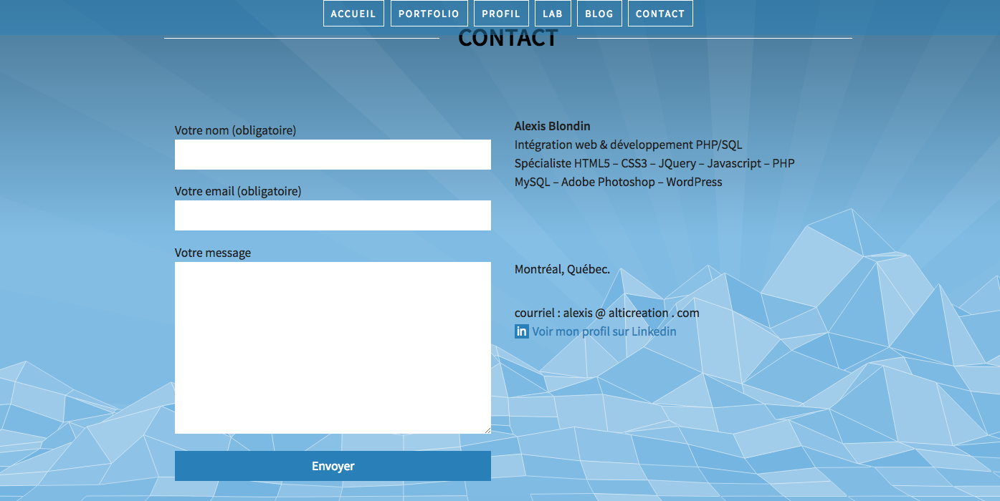 ACCUEIL PORTFOLIO PROFIL LAB BLOG CONTACT
CONTACT
Votre nom (obligatoire)
Votre email (obligatoire)
Votre message
Envoyer
Alexis Blondin
Intégration web & développement PHP/SQL
Spécialiste HTML5 – CSS3 – JQuery – Javascript – PHP
MySQL – Adobe Photoshop – WordPress
Montréal, Québec.
courriel : alexis @ alticreation . com
in Voir mon profil sur Linkedin